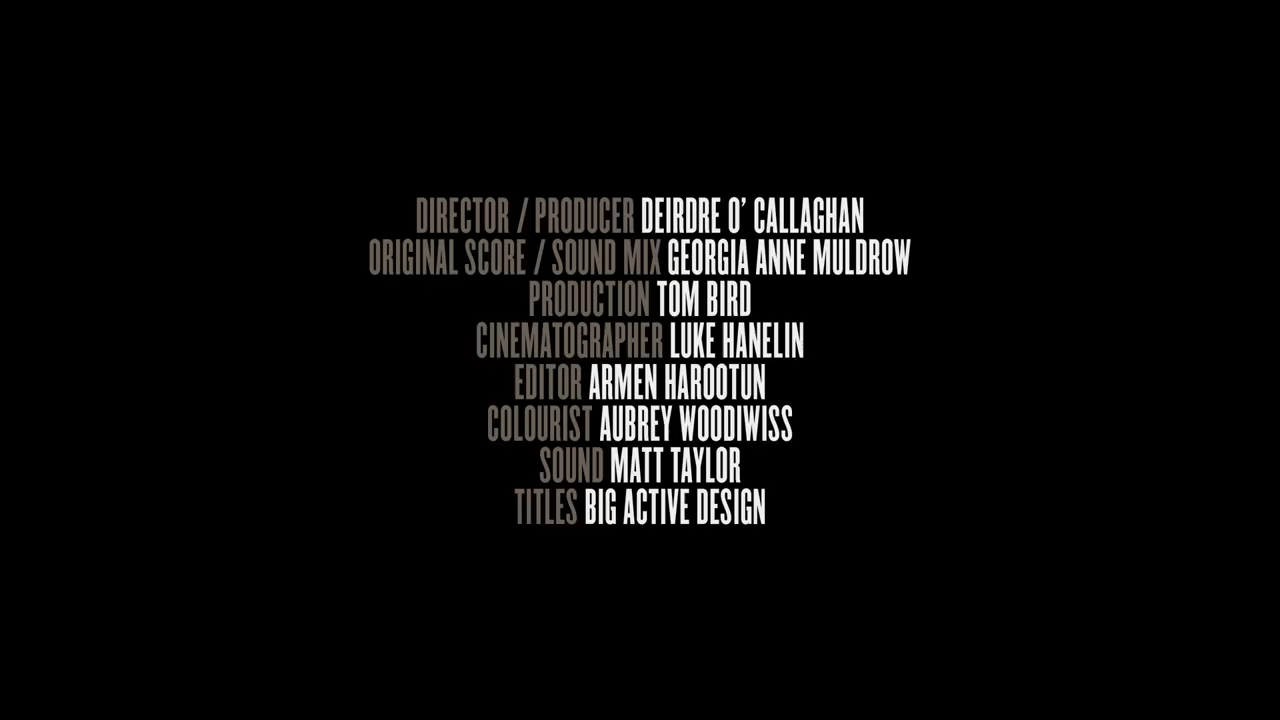 DIRECTOR / PRODUCER DEIRDRE O' CALLAGHAN
ORIGINAL SCORE / SOUND MIX GEORGIA ANNE MULDROW
PRODUCTION TOM BIRD
CINEMATOGRAPHER LUKE HANELIN
EDITOR ARMEN HAROOTUN
COLOURIST AUBREY WOODIWISS
SOUND MATT TAYLOR
TITLES BIG ACTIVE DESIGN